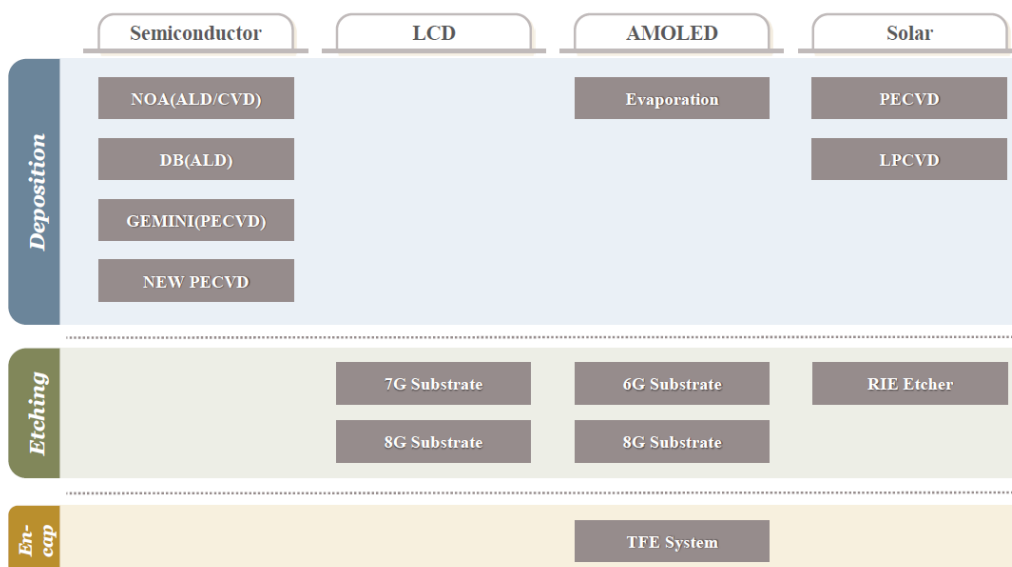 Semiconductor
LCD
AMOLED
Solar
Deposition
NOA(ALD/CVD)
Evaporation
PECVD
DB(ALD)
LPCVD
GEMINI(PECVD)
NEW PECVD
Etching
7G Substrate
6G Substrate
RIE Etcher
8G Substrate
8G Substrate
En-
cap
TFE System